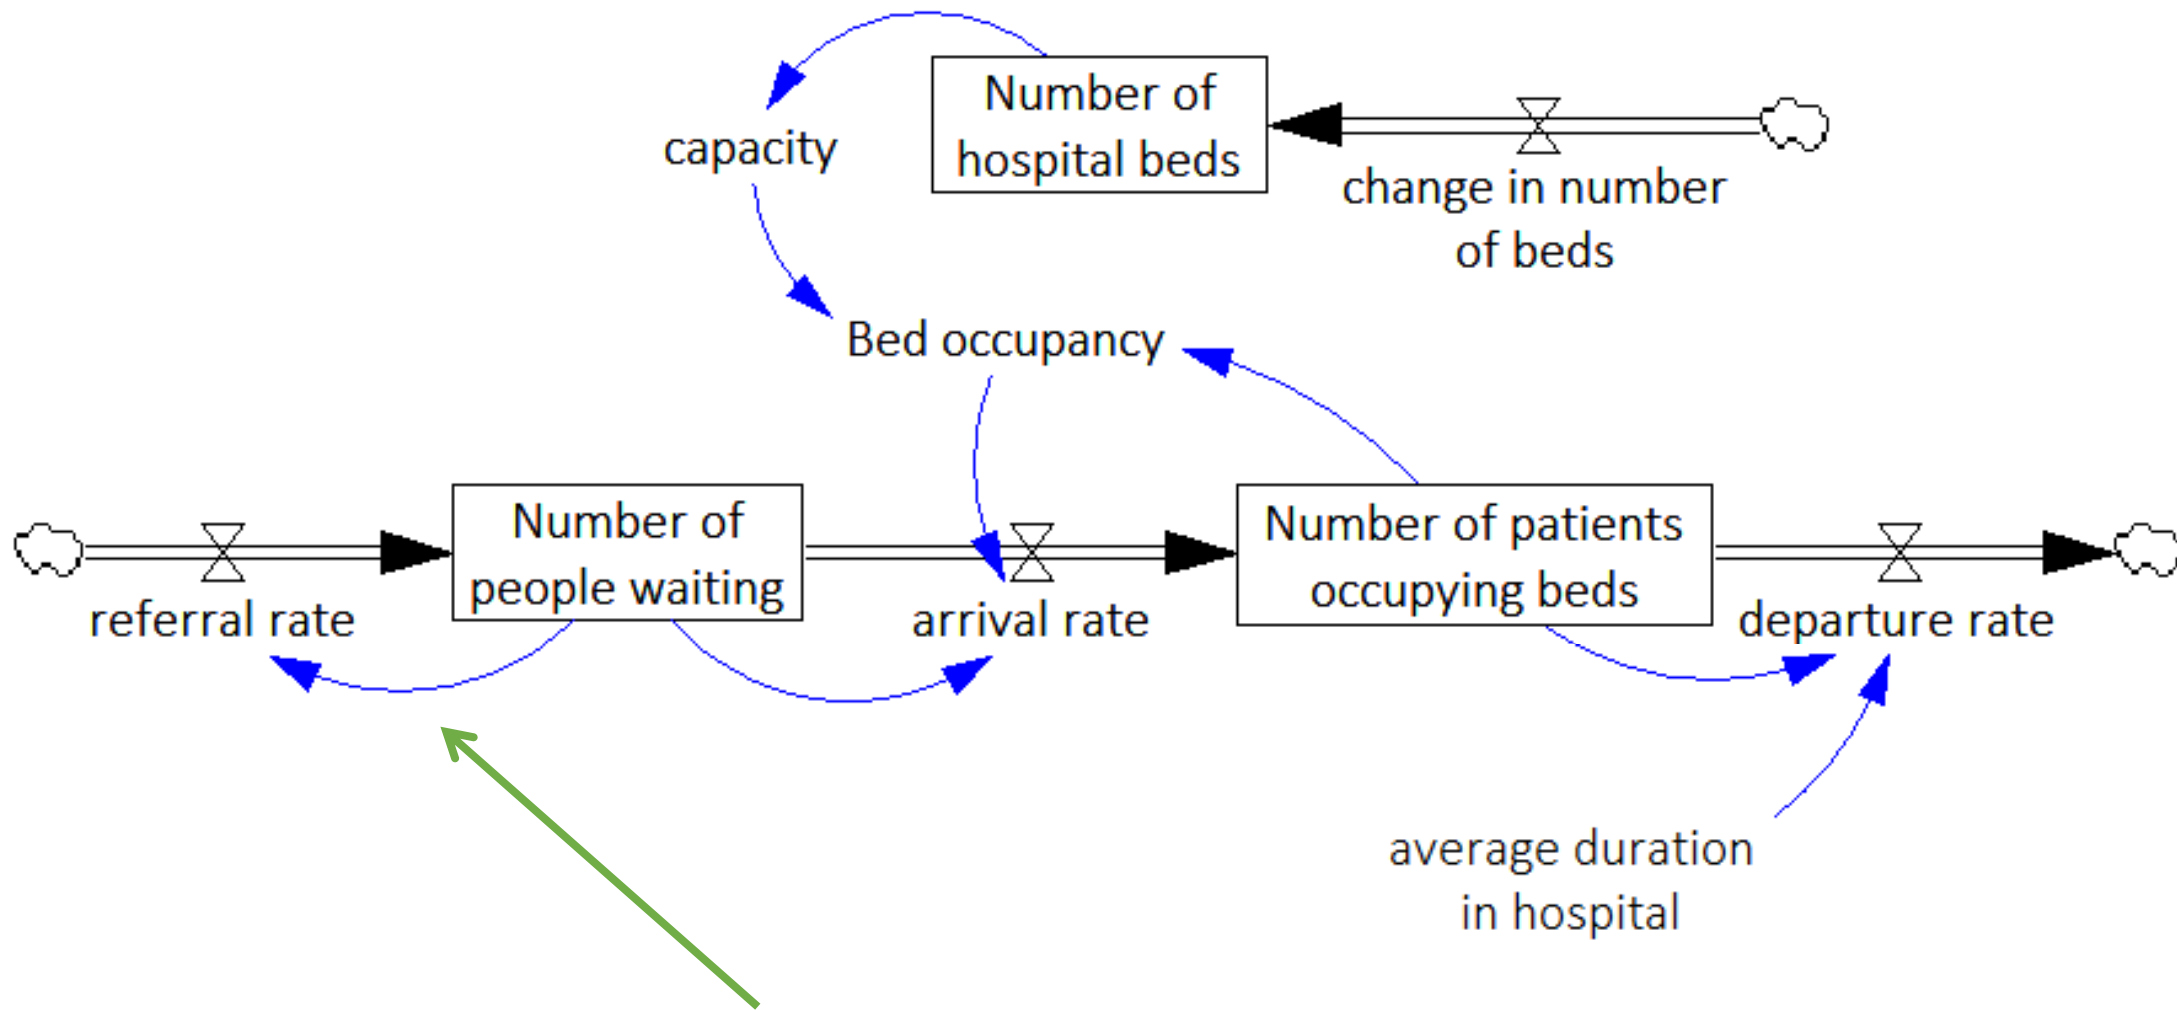 Number of
hospital beds
capacity
change in number
of beds
Bed occupancy
Number of
people waiting
Number of patients
occupying beds
referral rate
arrival rate
departure rate
average duration
in hospital